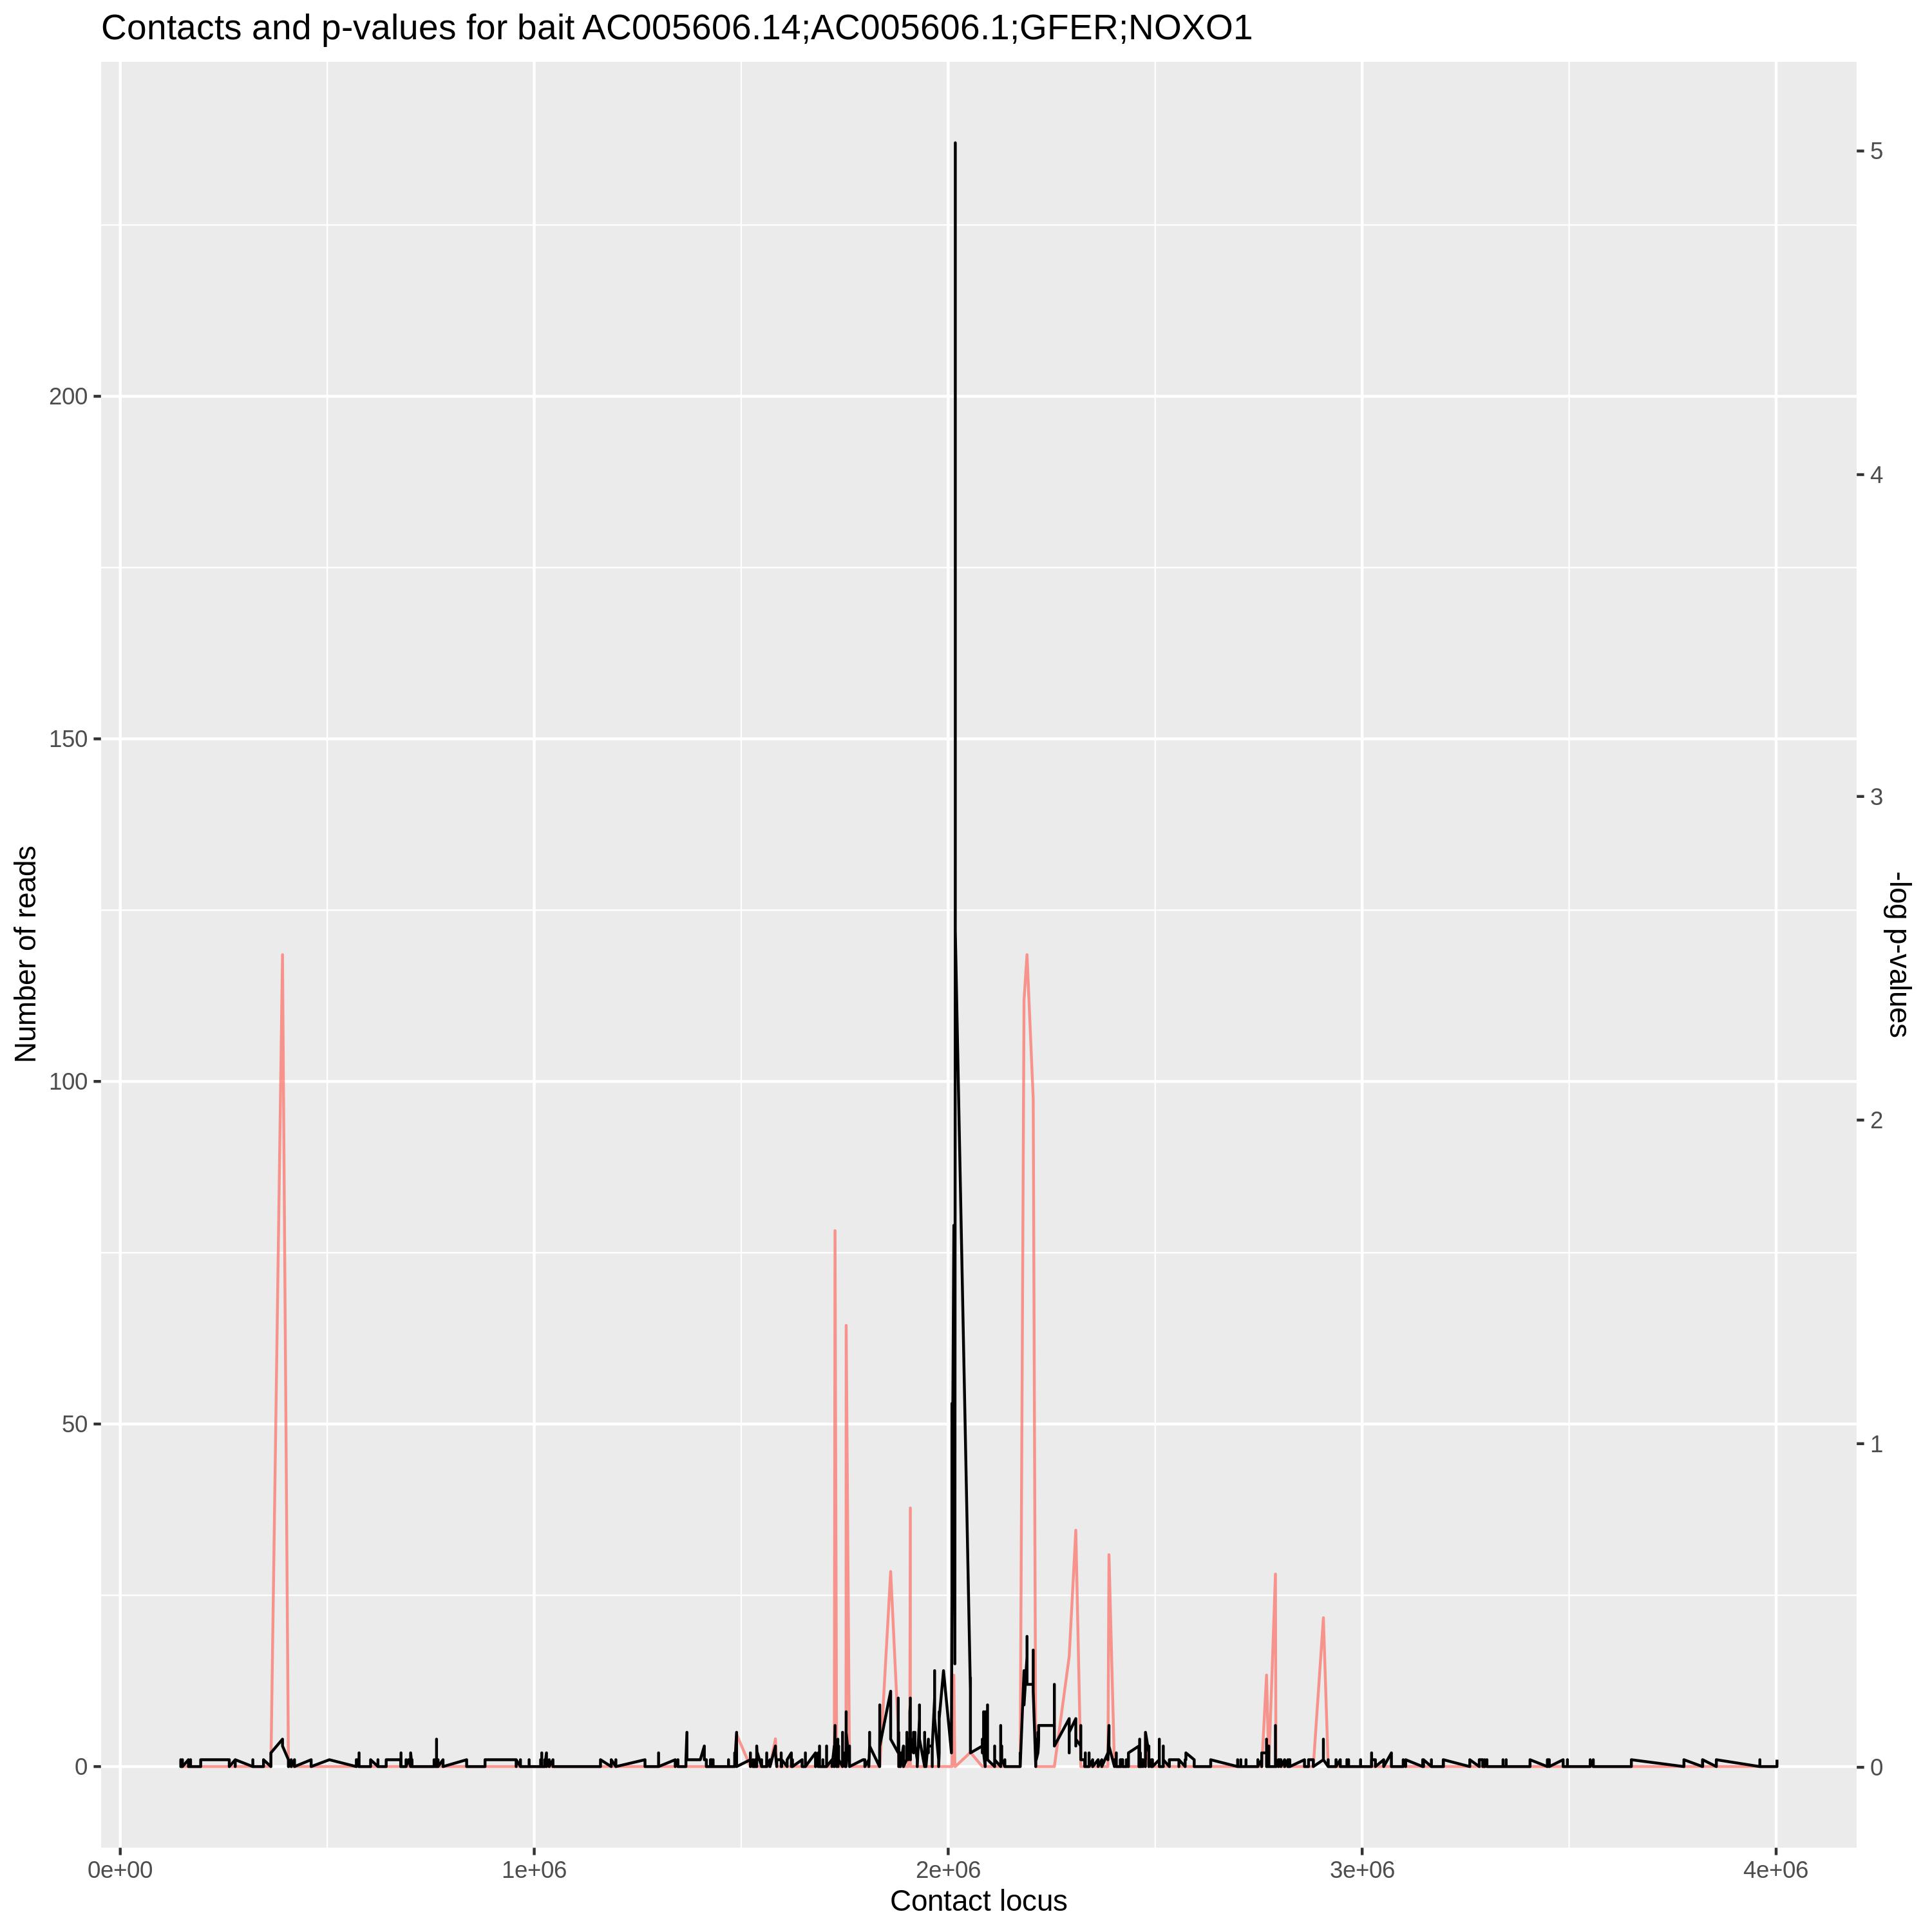 Contacts and p-values for bait AC005606.14;AC005606.1;GFER;NOXO1
Number of reads
200
150
100
50
0
5
4
3
2
1
0
-log p-values
0e+00
1e+06
2e+06
3e+06
4e+06
Contact locus